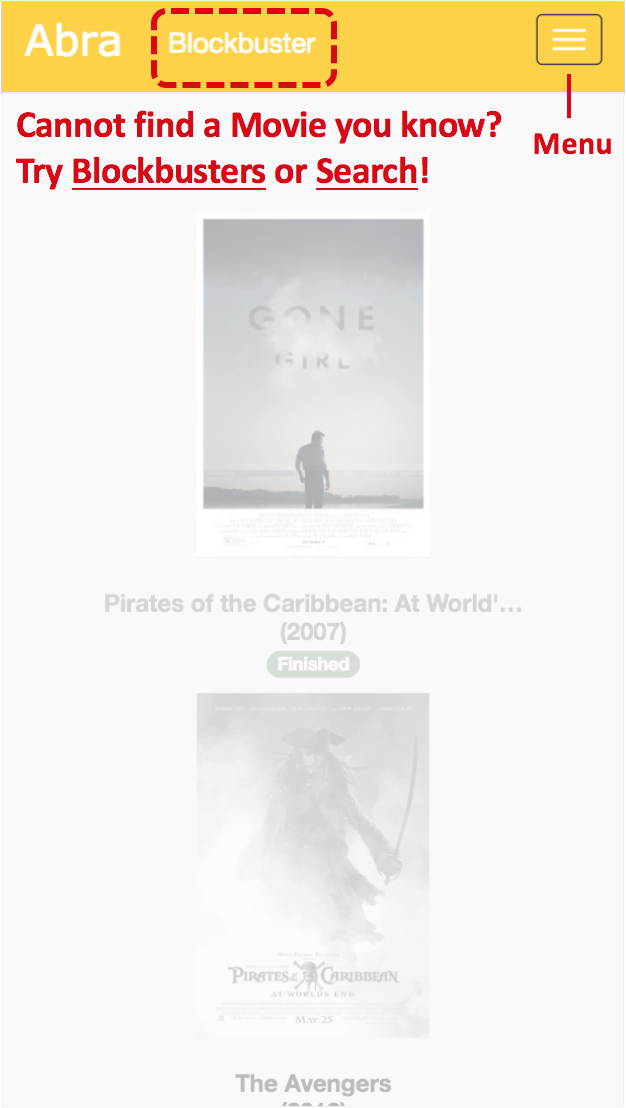 Abra
Blockbuster
Cannot find a Movie you know?
Try Blockbusters or Search!
Menu
GONE
GIRL
Pirates of the Caribbean: At World'...
(2007)
Finished
PIRATES of the CARIBBEAN
AT WORLDS END
MAY 25
The Avengers